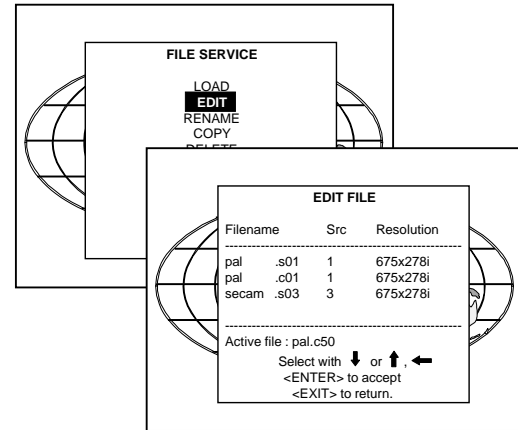 FILE SERVICE
LOAD
EDIT
RENAME
COPY
DELETE
EDIT FILE
Filename Src Resolution
pal .s01 1 675x278i
pal .c01 1 675x278i
secam .s03 3 675x278i
Active file : pal.c50
Select with ⬇ or ⬆ , ⬅
<ENTER> to accept
<EXIT> to return.